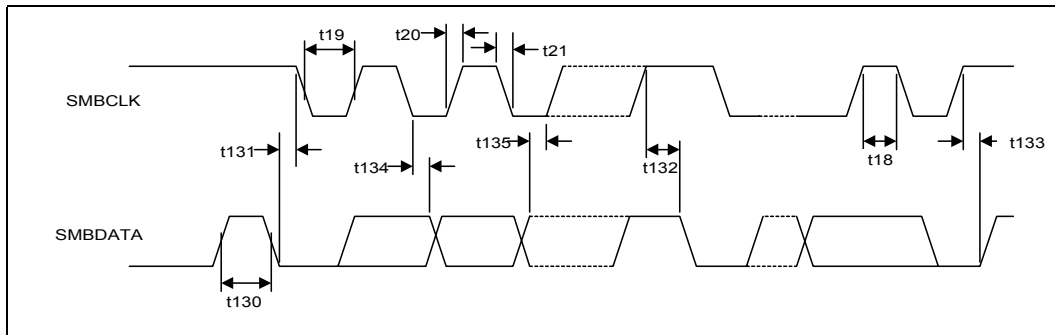 t19
t20
t21
SMBCLK
t131
t134
t135
t132
t18
t133
SMBDATA
t130